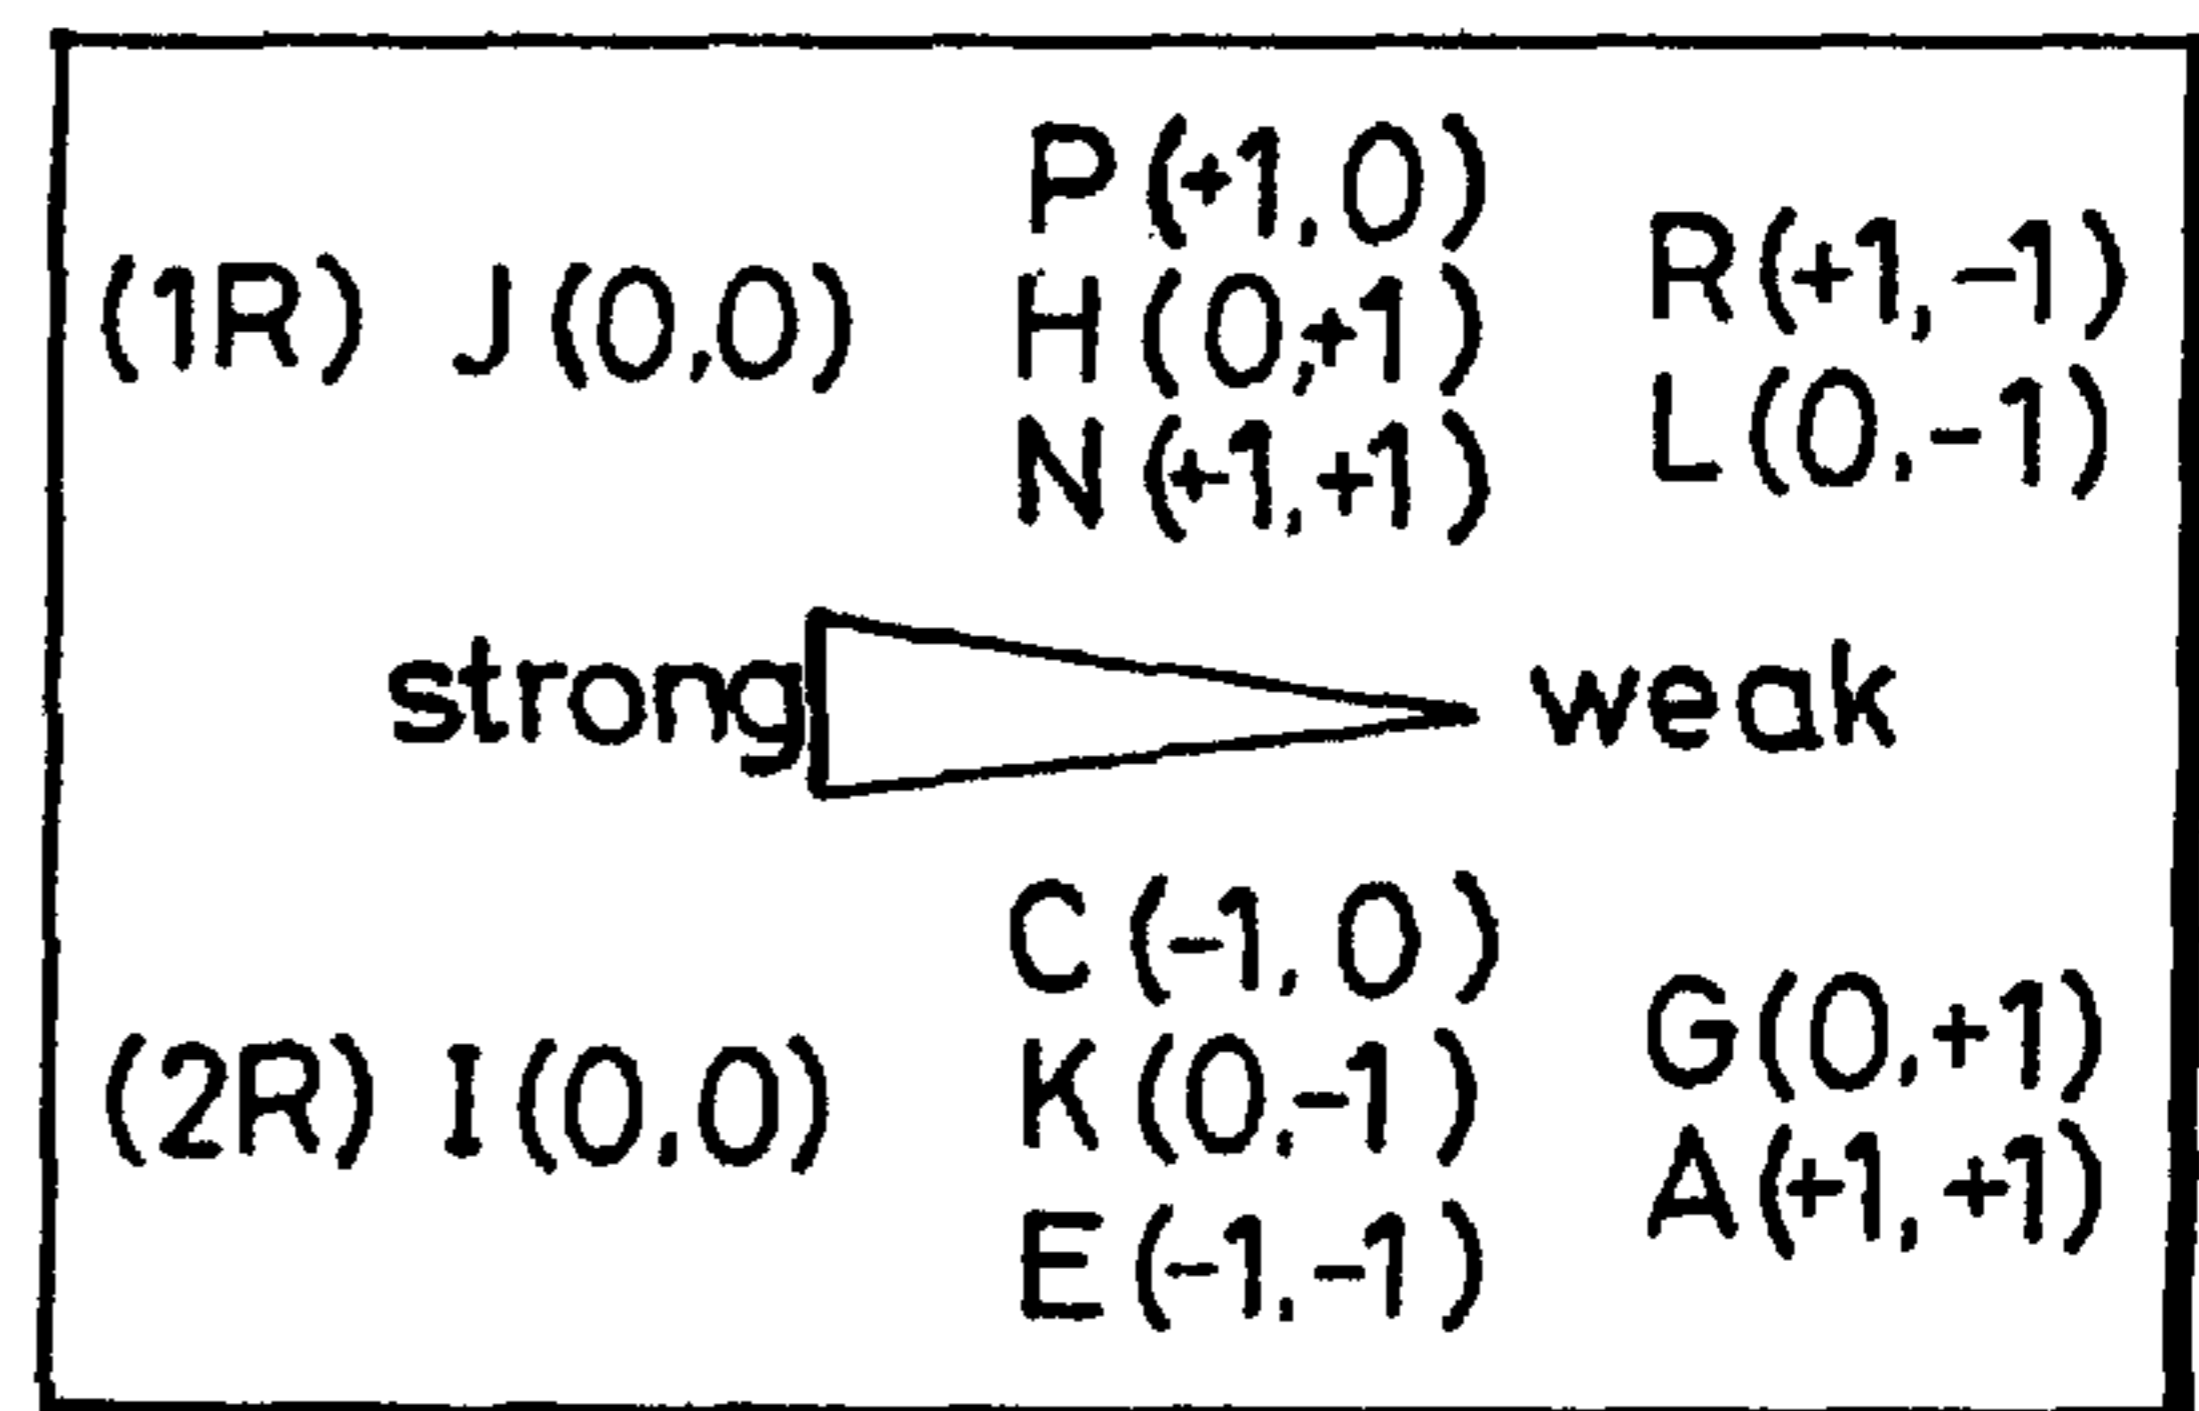 P(+1,0)
R(+1,-1)
(1R) J(0,0) H(0,+1)
L(0,-1)
N(+1,+1)
strong weak
C(-1,0)
G(0,+1)
(2R) I(0,0) K(0,-1)
A(+1,+1)
E(-1,-1)